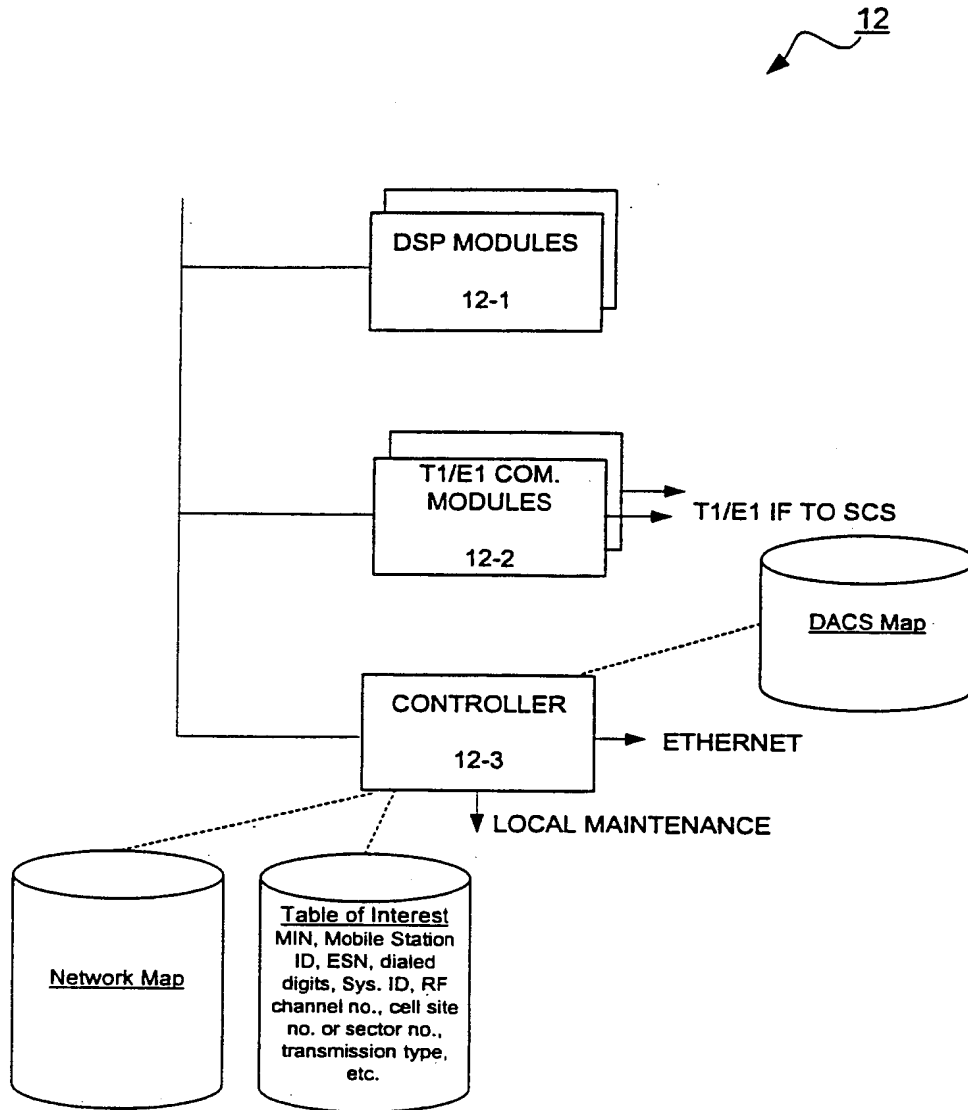 12
DSP MODULES
12-1
T1/E1 COM.
MODULES
12-2
T1/E1 IF TO SCS
DACS Map
CONTROLLER
12-3
ETHERNET
LOCAL MAINTENANCE
Network Map
Table of Interest
MIN, Mobile Station
ID, ESN, dialed
digits, Sys. ID, RF
channel no., cell site
no. or sector no.,
transmission type,
etc.